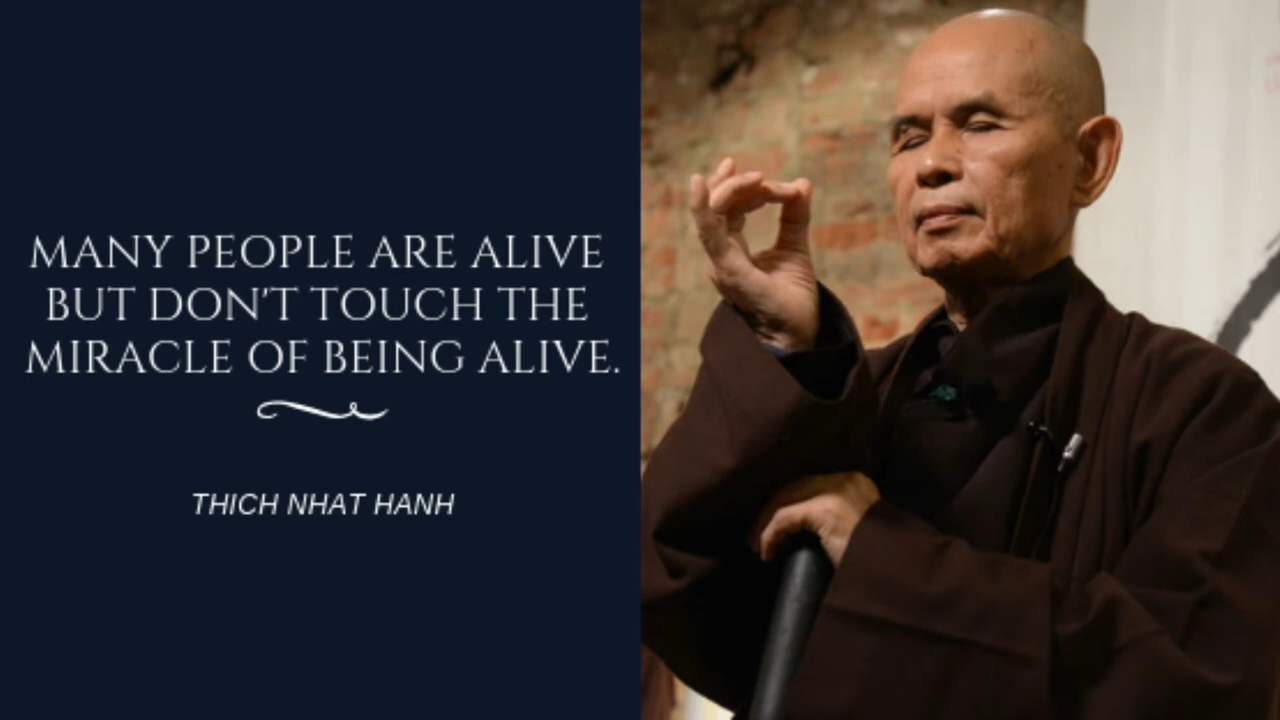 MANY PEOPLE ARE ALIVE
BUT DON'T TOUCH THE
MIRACLE OF BEING ALIVE.
THICH NHAT HANH